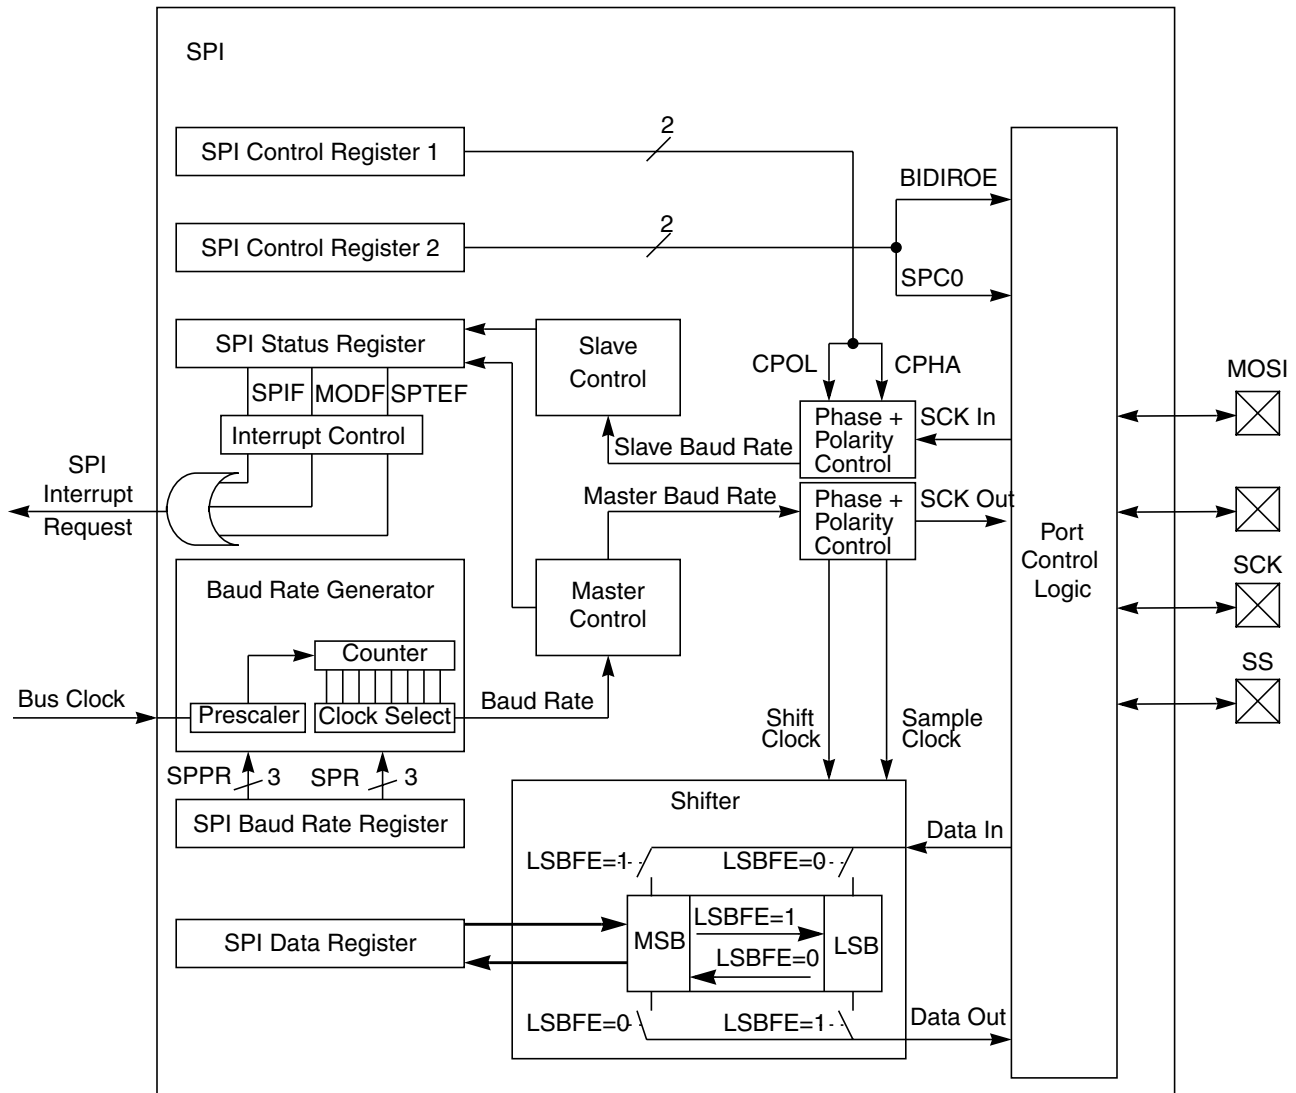 SPI
SPI Control Register 1
2
BIDIROE
SPI Control Register 2
2
SPC0
SPI Status Register
Slave
Control
CPOL
CPHA
MOSI
SPIF
MODF
SPTEF
Interrupt Control
Phase +
Polarity
Control
SCK In
Slave Baud Rate
SPI
Interrupt
Request
Master Baud Rate
Phase +
Polarity
Control
SCK Out
Port
Control
Logic
SCK
Baud Rate Generator
Master
Control
Counter
SS
Bus Clock
Prescaler
Clock Select
Baud Rate
Shift
Clock
Sample
Clock
SPPR
3
SPR
3
SPI Baud Rate Register
Shifter
Data In
LSBFE=1
LSBFE=0
SPI Data Register
MSB
LSBFE=1
LSBFE=0
LSB
LSBFE=0
LSBFE=1
Data Out